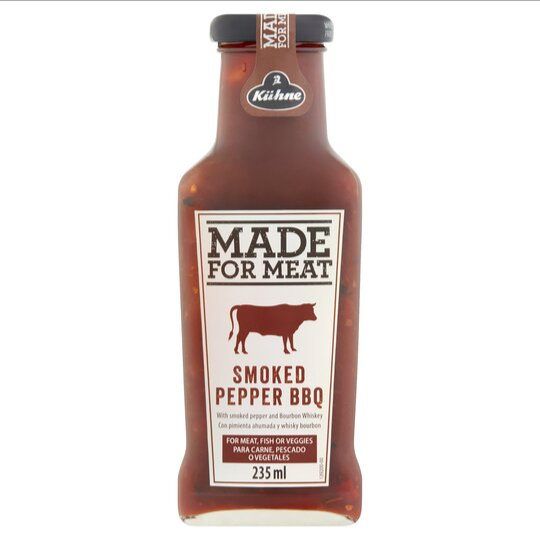 MADE
FOR MEAT
Kühne
MADE
FOR MEAT
SMOKED
PEPPER BBQ
With smoked pepper and Bourbon Whiskey
Con pimienta ahumada y whisky bourbon
FOR MEAT, FISH OR VEGGIES
PARA CARNE, PESCADO
O VEGETALES
235 ml